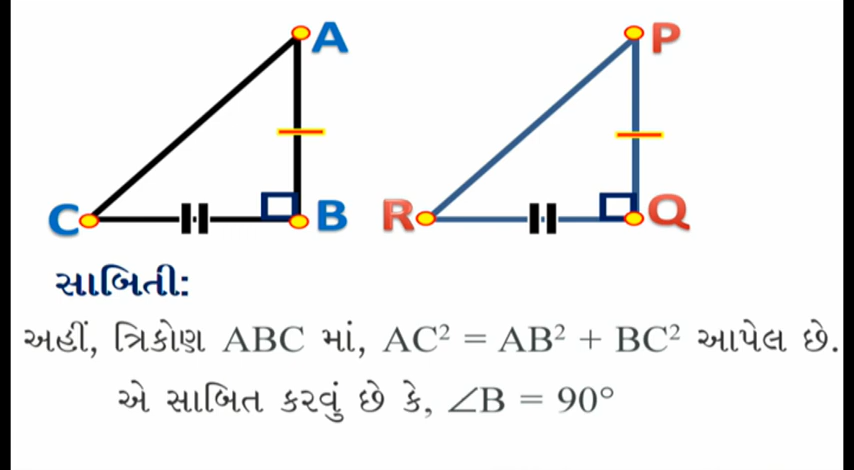 A
P
C
B
R
Q
સાબિતી:
અહીં, ત્રિકોણ ABC માં, AC² = AB² + BC² આપેલ છે.
એ સાબિત કરવું છે કે, ∠B = 90°